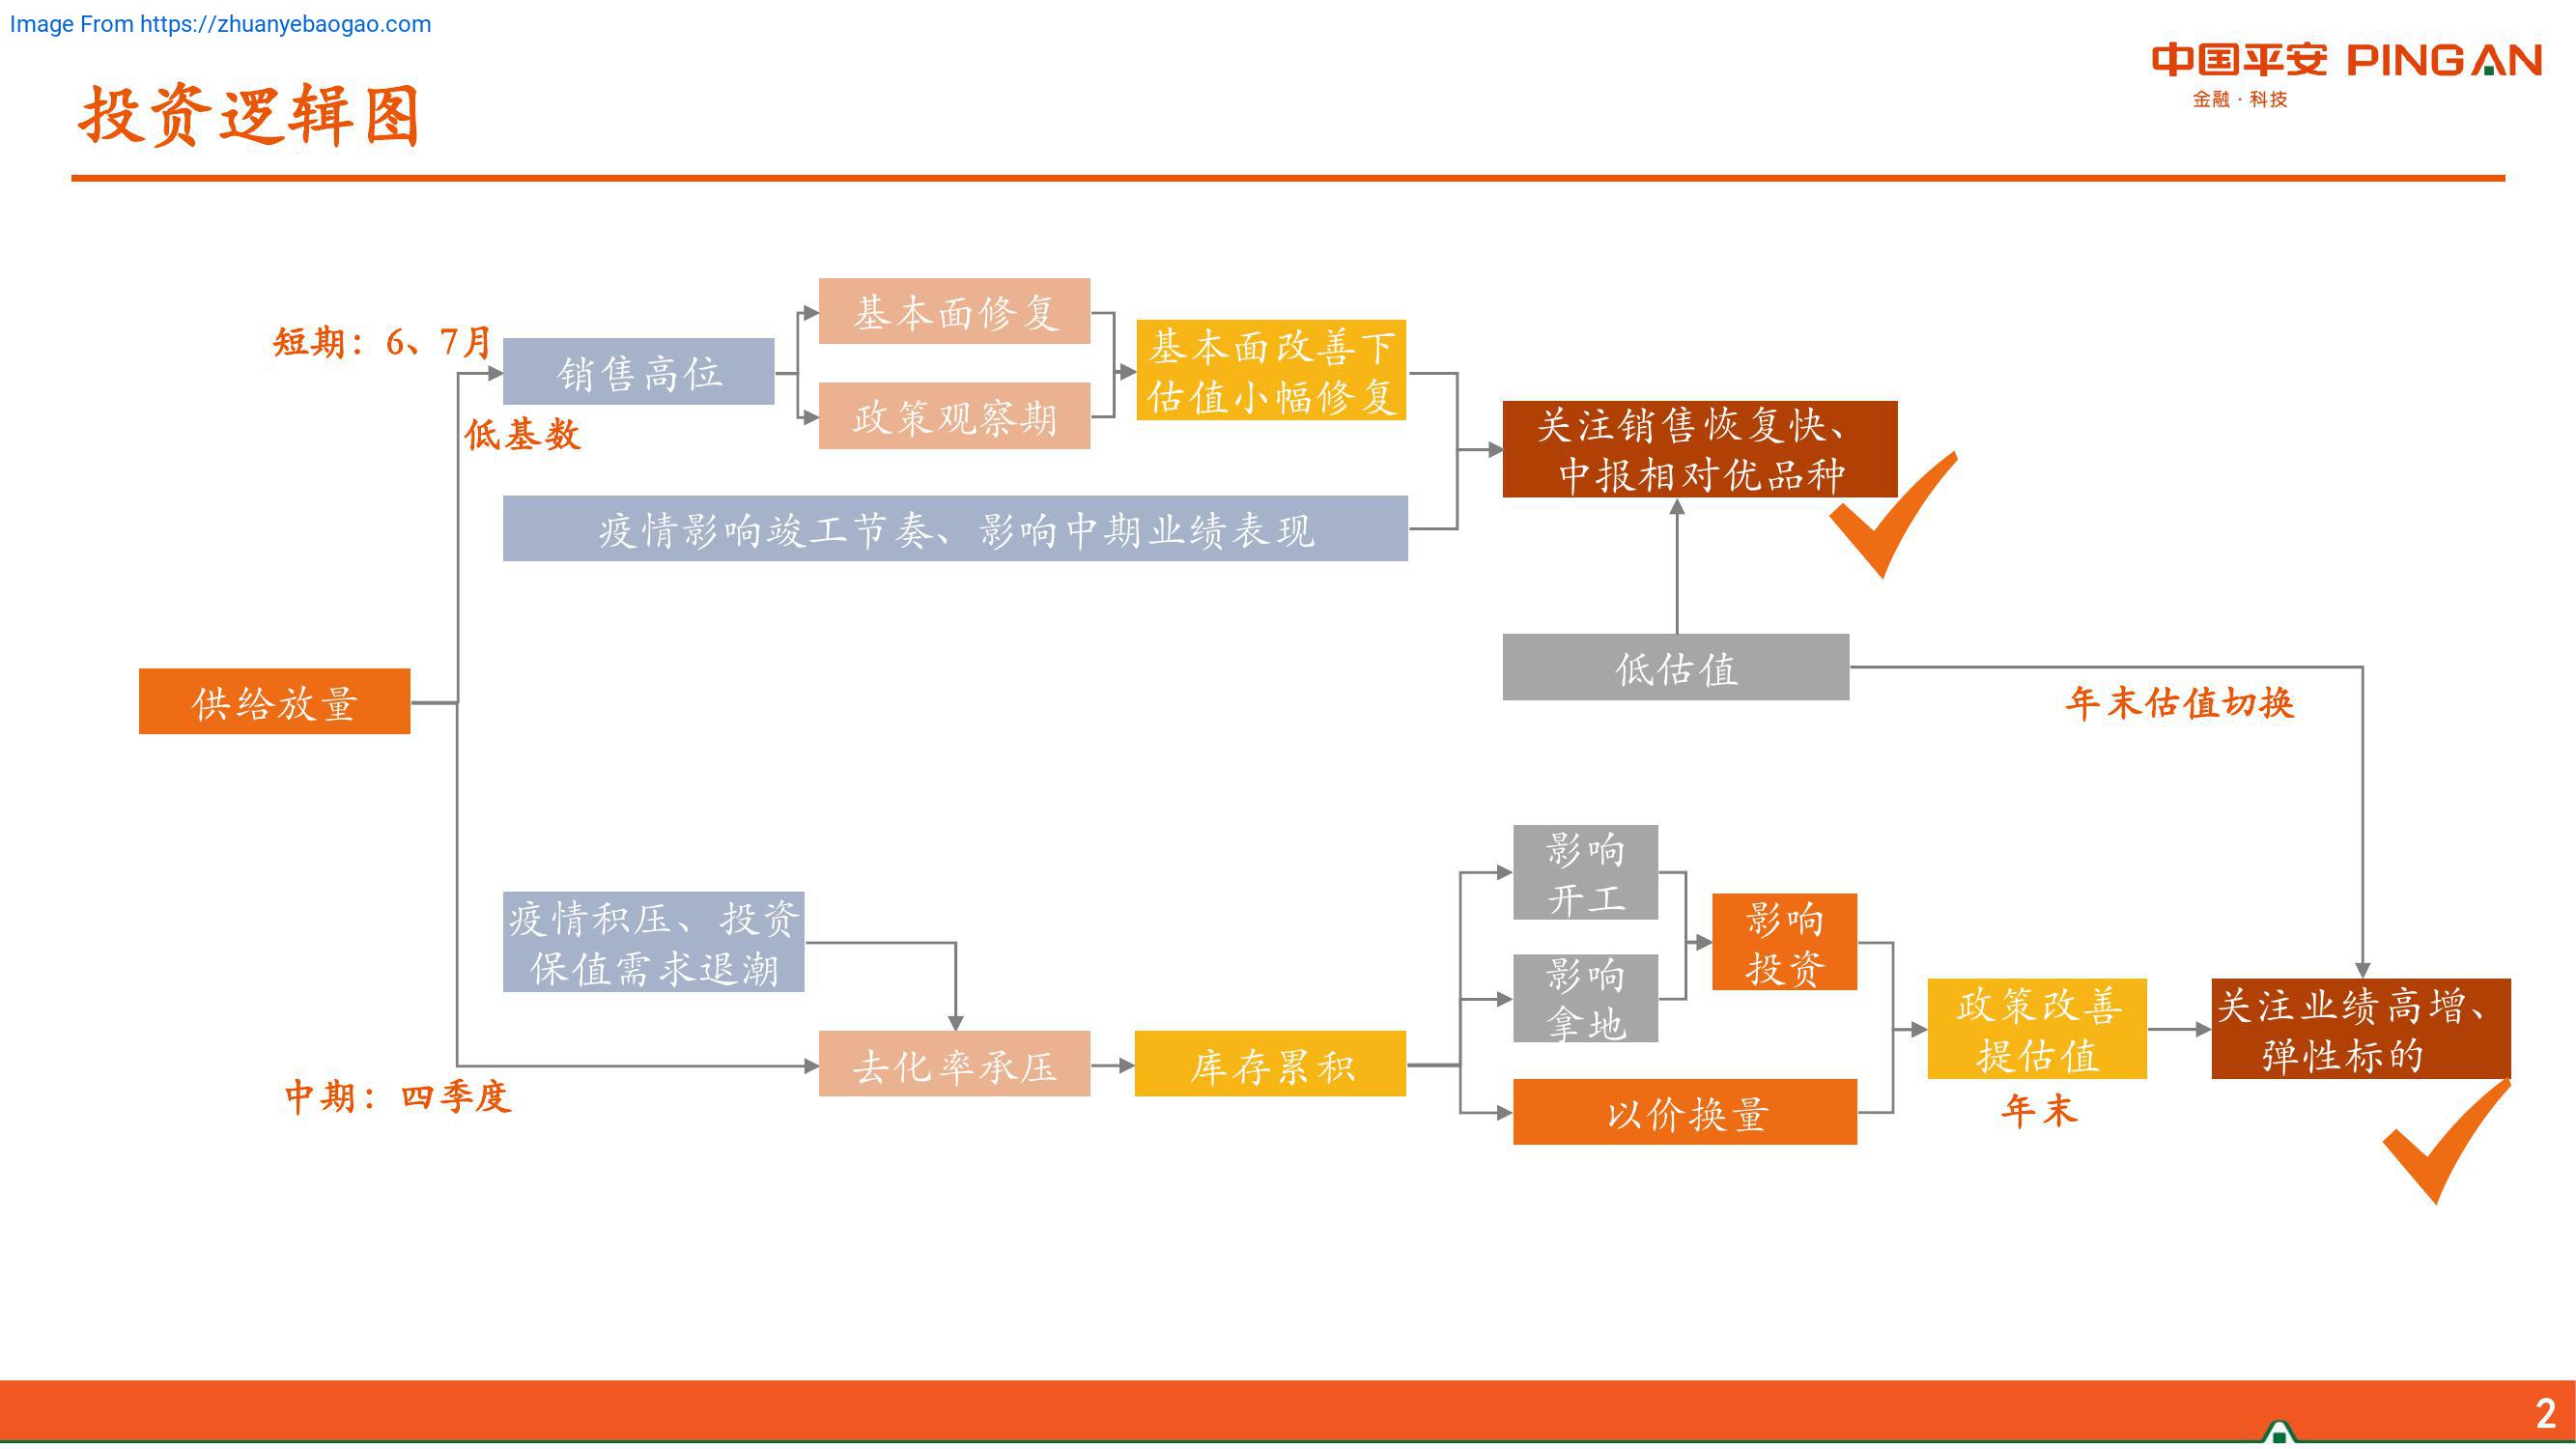 Image From https://zhuanyebaogao.com
中国平安 PINGAN
金融·科技
投资逻辑图
短期：6、7月
销售高位
低基数
基本面修复
政策观察期
基本面改善下
估值小幅修复
疫情影响竣工节奏、影响中期业绩表现
关注销售恢复快、
中报相对优品种
低估值
年末估值切换
供给放量
疫情积压、投资
保值需求退潮
中期：四季度
去化率承压
库存累积
影响
开工
影响
拿地
影响
投资
以价换量
政策改善
提估值
年末
关注业绩高增、
弹性标的
2